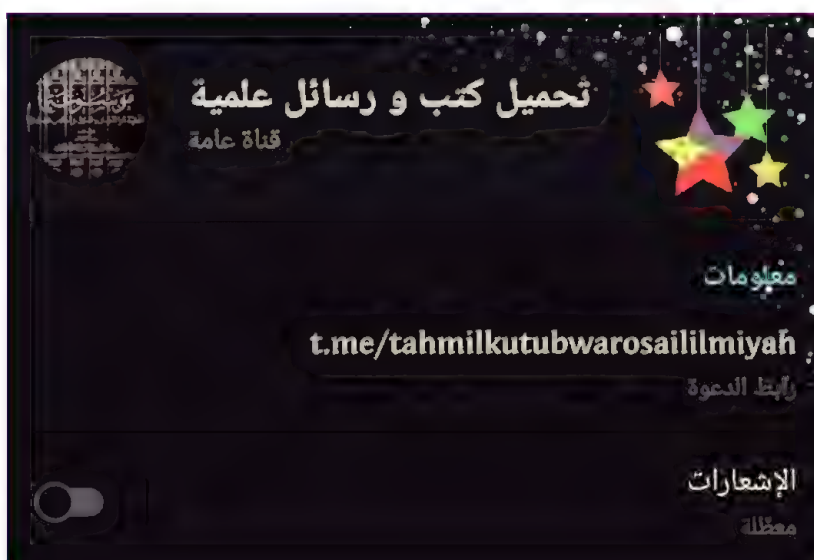 تحميل كتب و رسائل علمية
قناة عامة
معلومات
t.me/tahmilkutubwarosaililmiyah
رابط الدعوة
الإشعارات
معطلة